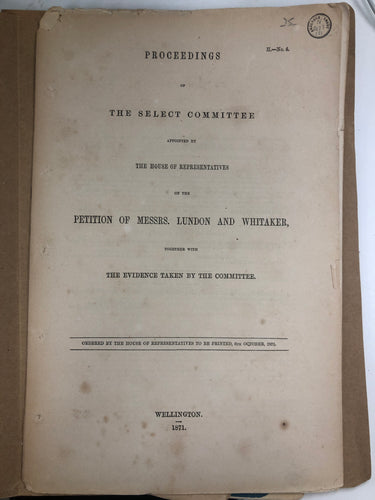 25
H.—No. 4.
PROCEEDINGS
OF
THE SELECT COMMITTEE
APPOINTED BY
THE HOUSE OF REPRESENTATIVES
ON THE
PETITION OF MESSRS. LUNDON AND WHITAKER,
TOGETHER WITH
THE EVIDENCE TAKEN BY THE COMMITTEE.
ORDERED BY THE HOUSE OF REPRESENTATIVES TO BE PRINTED, 6TH OCTOBER, 1871.
WELLINGTON.
1871.